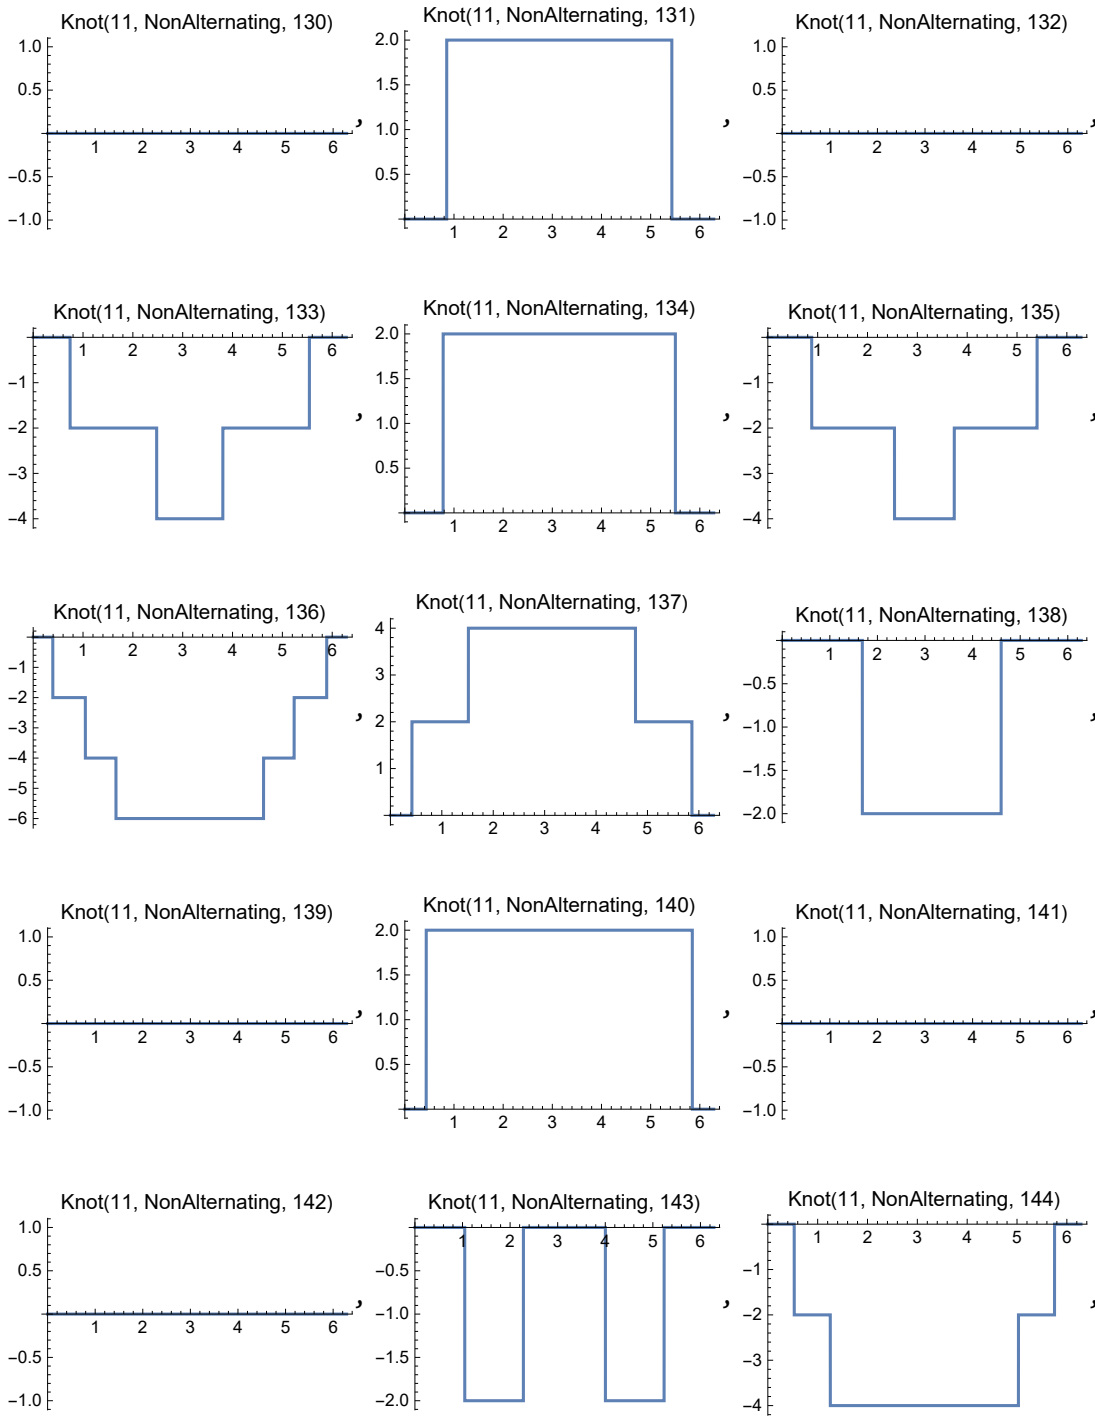 Knot(11, NonAlternating, 130)
1.0
0.5
−0.5
−1.0
1 2 3 4 5 6
,
Knot(11, NonAlternating, 131)
2.0
1.5
1.0
0.5
1 2 3 4 5 6
,
Knot(11, NonAlternating, 132)
1.0
0.5
−0.5
−1.0
1 2 3 4 5 6
,
Knot(11, NonAlternating, 133)
1 2 3 4 5 6
−1
−2
−3
−4
,
Knot(11, NonAlternating, 134)
2.0
1.5
1.0
0.5
1 2 3 4 5 6
,
Knot(11, NonAlternating, 135)
1 2 3 4 5 6
−1
−2
−3
−4
,
Knot(11, NonAlternating, 136)
1 2 3 4 5 6
−1
−2
−3
−4
−5
−6
,
Knot(11, NonAlternating, 137)
4
3
2
1
1 2 3 4 5 6
,
Knot(11, NonAlternating, 138)
1 2 3 4 5 6
−0.5
−1.0
−1.5
−2.0
,
Knot(11, NonAlternating, 139)
1.0
0.5
−0.5
−1.0
1 2 3 4 5 6
,
Knot(11, NonAlternating, 140)
2.0
1.5
1.0
0.5
1 2 3 4 5 6
,
Knot(11, NonAlternating, 141)
1.0
0.5
−0.5
−1.0
1 2 3 4 5 6
,
Knot(11, NonAlternating, 142)
1.0
0.5
−0.5
−1.0
1 2 3 4 5 6
,
Knot(11, NonAlternating, 143)
1 2 3 4 5 6
−0.5
−1.0
−1.5
−2.0
,
Knot(11, NonAlternating, 144)
1 2 3 4 5 6
−1
−2
−3
−4
,